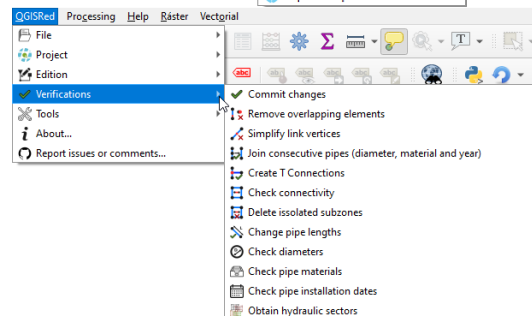 QGISRed Processing Help Ráster Vectorial
File
Project
Edition
Verifications
Tools
About...
Report issues or comments...
Σ
T
abc
Commit changes
Remove overlapping elements
Simplify link vertices
Join consecutive pipes (diameter, material and year)
Create T Connections
Check connectivity
Delete issolated subzones
Change pipe lengths
Check diameters
Check pipe materials
Check pipe installation dates
Obtain hydraulic sectors